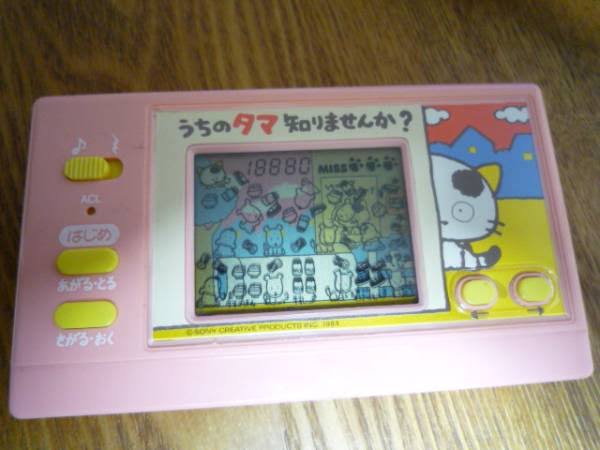 うちのタマ知りませんか?
18880
MISS
ACL
はじめ
あがる・とる
さがる・おく
© SONY CREATIVE PRODUCTS INC. 1984